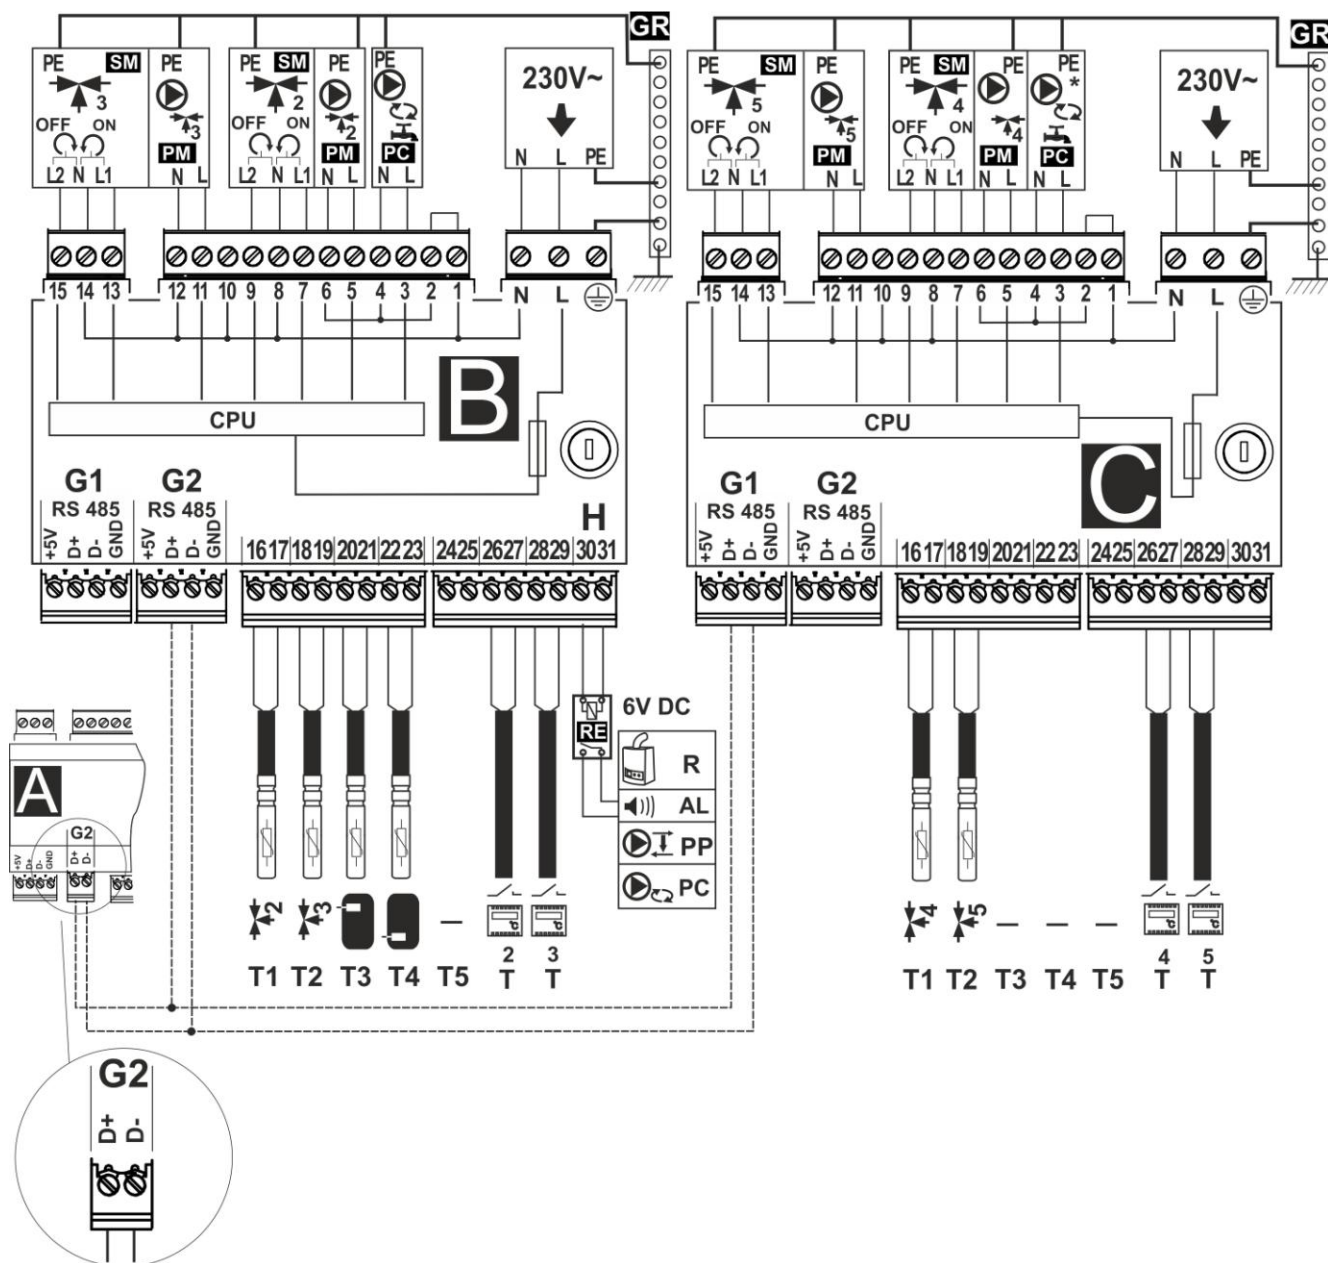 GR GR
PE SM PE PE SM PE PE 230V~ PE SM PE PE SM PE PE * 230V~
3 3 2 2 5 5 4 4
OFF ON OFF ON OFF ON OFF ON
PM PM PC N L PE PM PM PC N L PE
L2 N L1 N L L2 N L1 N L N L L2 N L1 N L L2 N L1 N L N L
15 14 13 12 11 10 9 8 7 6 5 4 3 2 1 N L 15 14 13 12 11 10 9 8 7 6 5 4 3 2 1 N L
B
CPU CPU
C
G1 G2 G1 G2
RS 485 RS 485 H RS 485 RS 485
+5V D+ D- GND +5V D+ D- GND +5V D+ D- GND +5V D+ D- GND
16 17 18 19 20 21 22 23 24 25 26 27 28 29 30 31 16 17 18 19 20 21 22 23 24 25 26 27 28 29 30 31
6V DC
RE
R
AL
PP
PC
A
G2
+5V D+ D- GND D+ D-
2 3 – 4 5 – – –
2 3 4 5
T1 T2 T3 T4 T5 T T T1 T2 T3 T4 T5 T T
G2
D+ D-